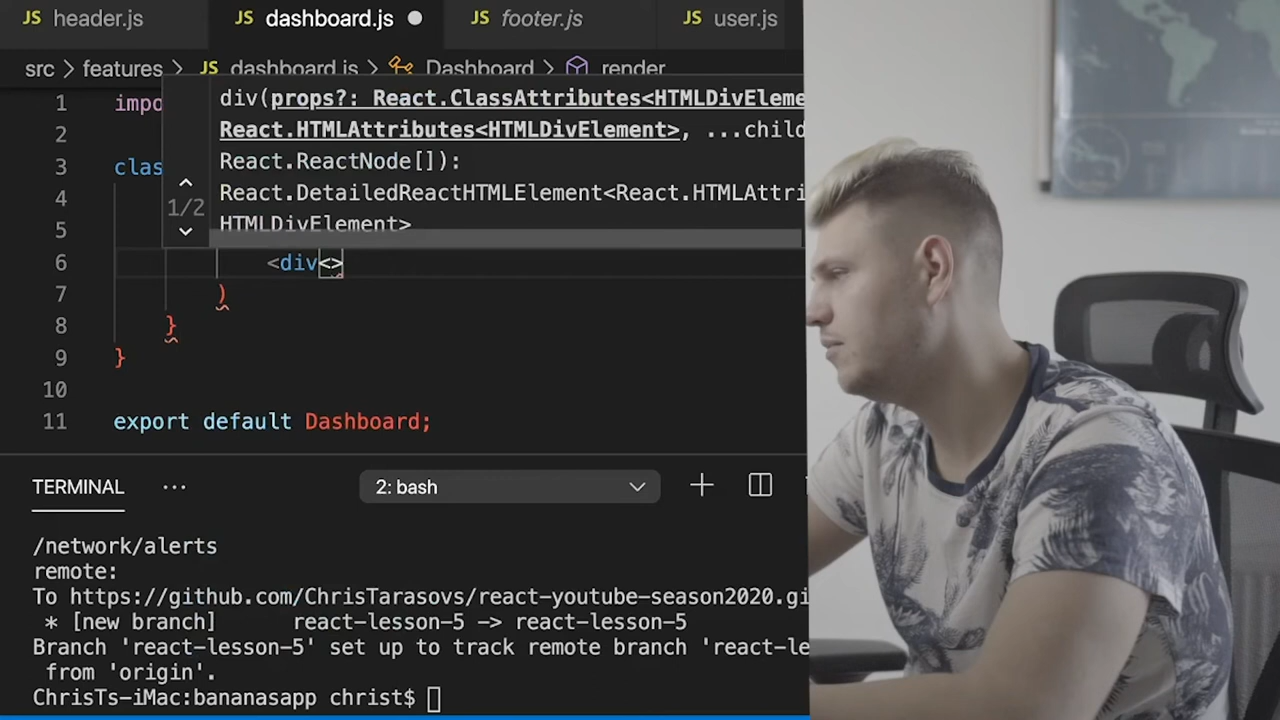 JS header.js JS dashboard.js JS footer.js JS user.js
src > features > JS dashboard.js > Dashboard > render
1 impo
2
3 clas
4
5
6 <div<>
7 )
8 }
9 }
10
11 export default Dashboard;
div(props?: React.ClassAttributes<HTMLDivEleme
React.HTMLAttributes<HTMLDivElement>, ...child
React.ReactNode[]):
1/2
React.DetailedReactHTMLElement<React.HTMLAttri
HTMLDivElement>
TERMINAL ... 2: bash
/network/alerts
remote:
To https://github.com/ChrisTarasovs/react-youtube-season2020.gi
* [new branch] react-lesson-5 -> react-lesson-5
Branch 'react-lesson-5' set up to track remote branch 'react-le
from 'origin'.
ChrisTs-iMac:bananasapp christ$